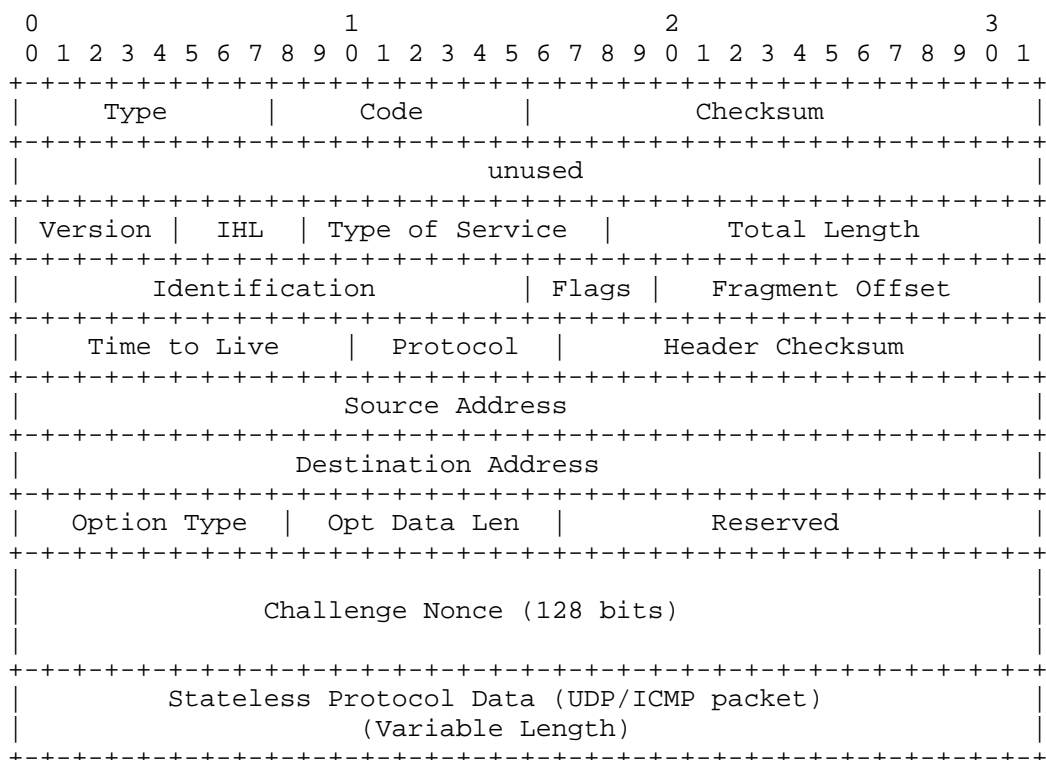 0                   1                   2                   3
 0 1 2 3 4 5 6 7 8 9 0 1 2 3 4 5 6 7 8 9 0 1 2 3 4 5 6 7 8 9 0 1
+-+-+-+-+-+-+-+-+-+-+-+-+-+-+-+-+-+-+-+-+-+-+-+-+-+-+-+-+-+-+-+-+
|     Type      |     Code      |          Checksum             |
+-+-+-+-+-+-+-+-+-+-+-+-+-+-+-+-+-+-+-+-+-+-+-+-+-+-+-+-+-+-+-+-+
|                             unused                            |
+-+-+-+-+-+-+-+-+-+-+-+-+-+-+-+-+-+-+-+-+-+-+-+-+-+-+-+-+-+-+-+-+
| Version |  IHL  | Type of Service  |       Total Length       |
+-+-+-+-+-+-+-+-+-+-+-+-+-+-+-+-+-+-+-+-+-+-+-+-+-+-+-+-+-+-+-+-+
|        Identification         | Flags |   Fragment Offset     |
+-+-+-+-+-+-+-+-+-+-+-+-+-+-+-+-+-+-+-+-+-+-+-+-+-+-+-+-+-+-+-+-+
|    Time to Live    |  Protocol  |      Header Checksum        |
+-+-+-+-+-+-+-+-+-+-+-+-+-+-+-+-+-+-+-+-+-+-+-+-+-+-+-+-+-+-+-+-+
|                    Source Address                             |
+-+-+-+-+-+-+-+-+-+-+-+-+-+-+-+-+-+-+-+-+-+-+-+-+-+-+-+-+-+-+-+-+
|                 Destination Address                           |
+-+-+-+-+-+-+-+-+-+-+-+-+-+-+-+-+-+-+-+-+-+-+-+-+-+-+-+-+-+-+-+-+
|   Option Type  |  Opt Data Len  |         Reserved            |
+-+-+-+-+-+-+-+-+-+-+-+-+-+-+-+-+-+-+-+-+-+-+-+-+-+-+-+-+-+-+-+-+
|                                                               |
|               Challenge Nonce (128 bits)                      |
|                                                               |
+-+-+-+-+-+-+-+-+-+-+-+-+-+-+-+-+-+-+-+-+-+-+-+-+-+-+-+-+-+-+-+-+
|         Stateless Protocol Data (UDP/ICMP packet)             |
|                     (Variable Length)                         |
+-+-+-+-+-+-+-+-+-+-+-+-+-+-+-+-+-+-+-+-+-+-+-+-+-+-+-+-+-+-+-+-+